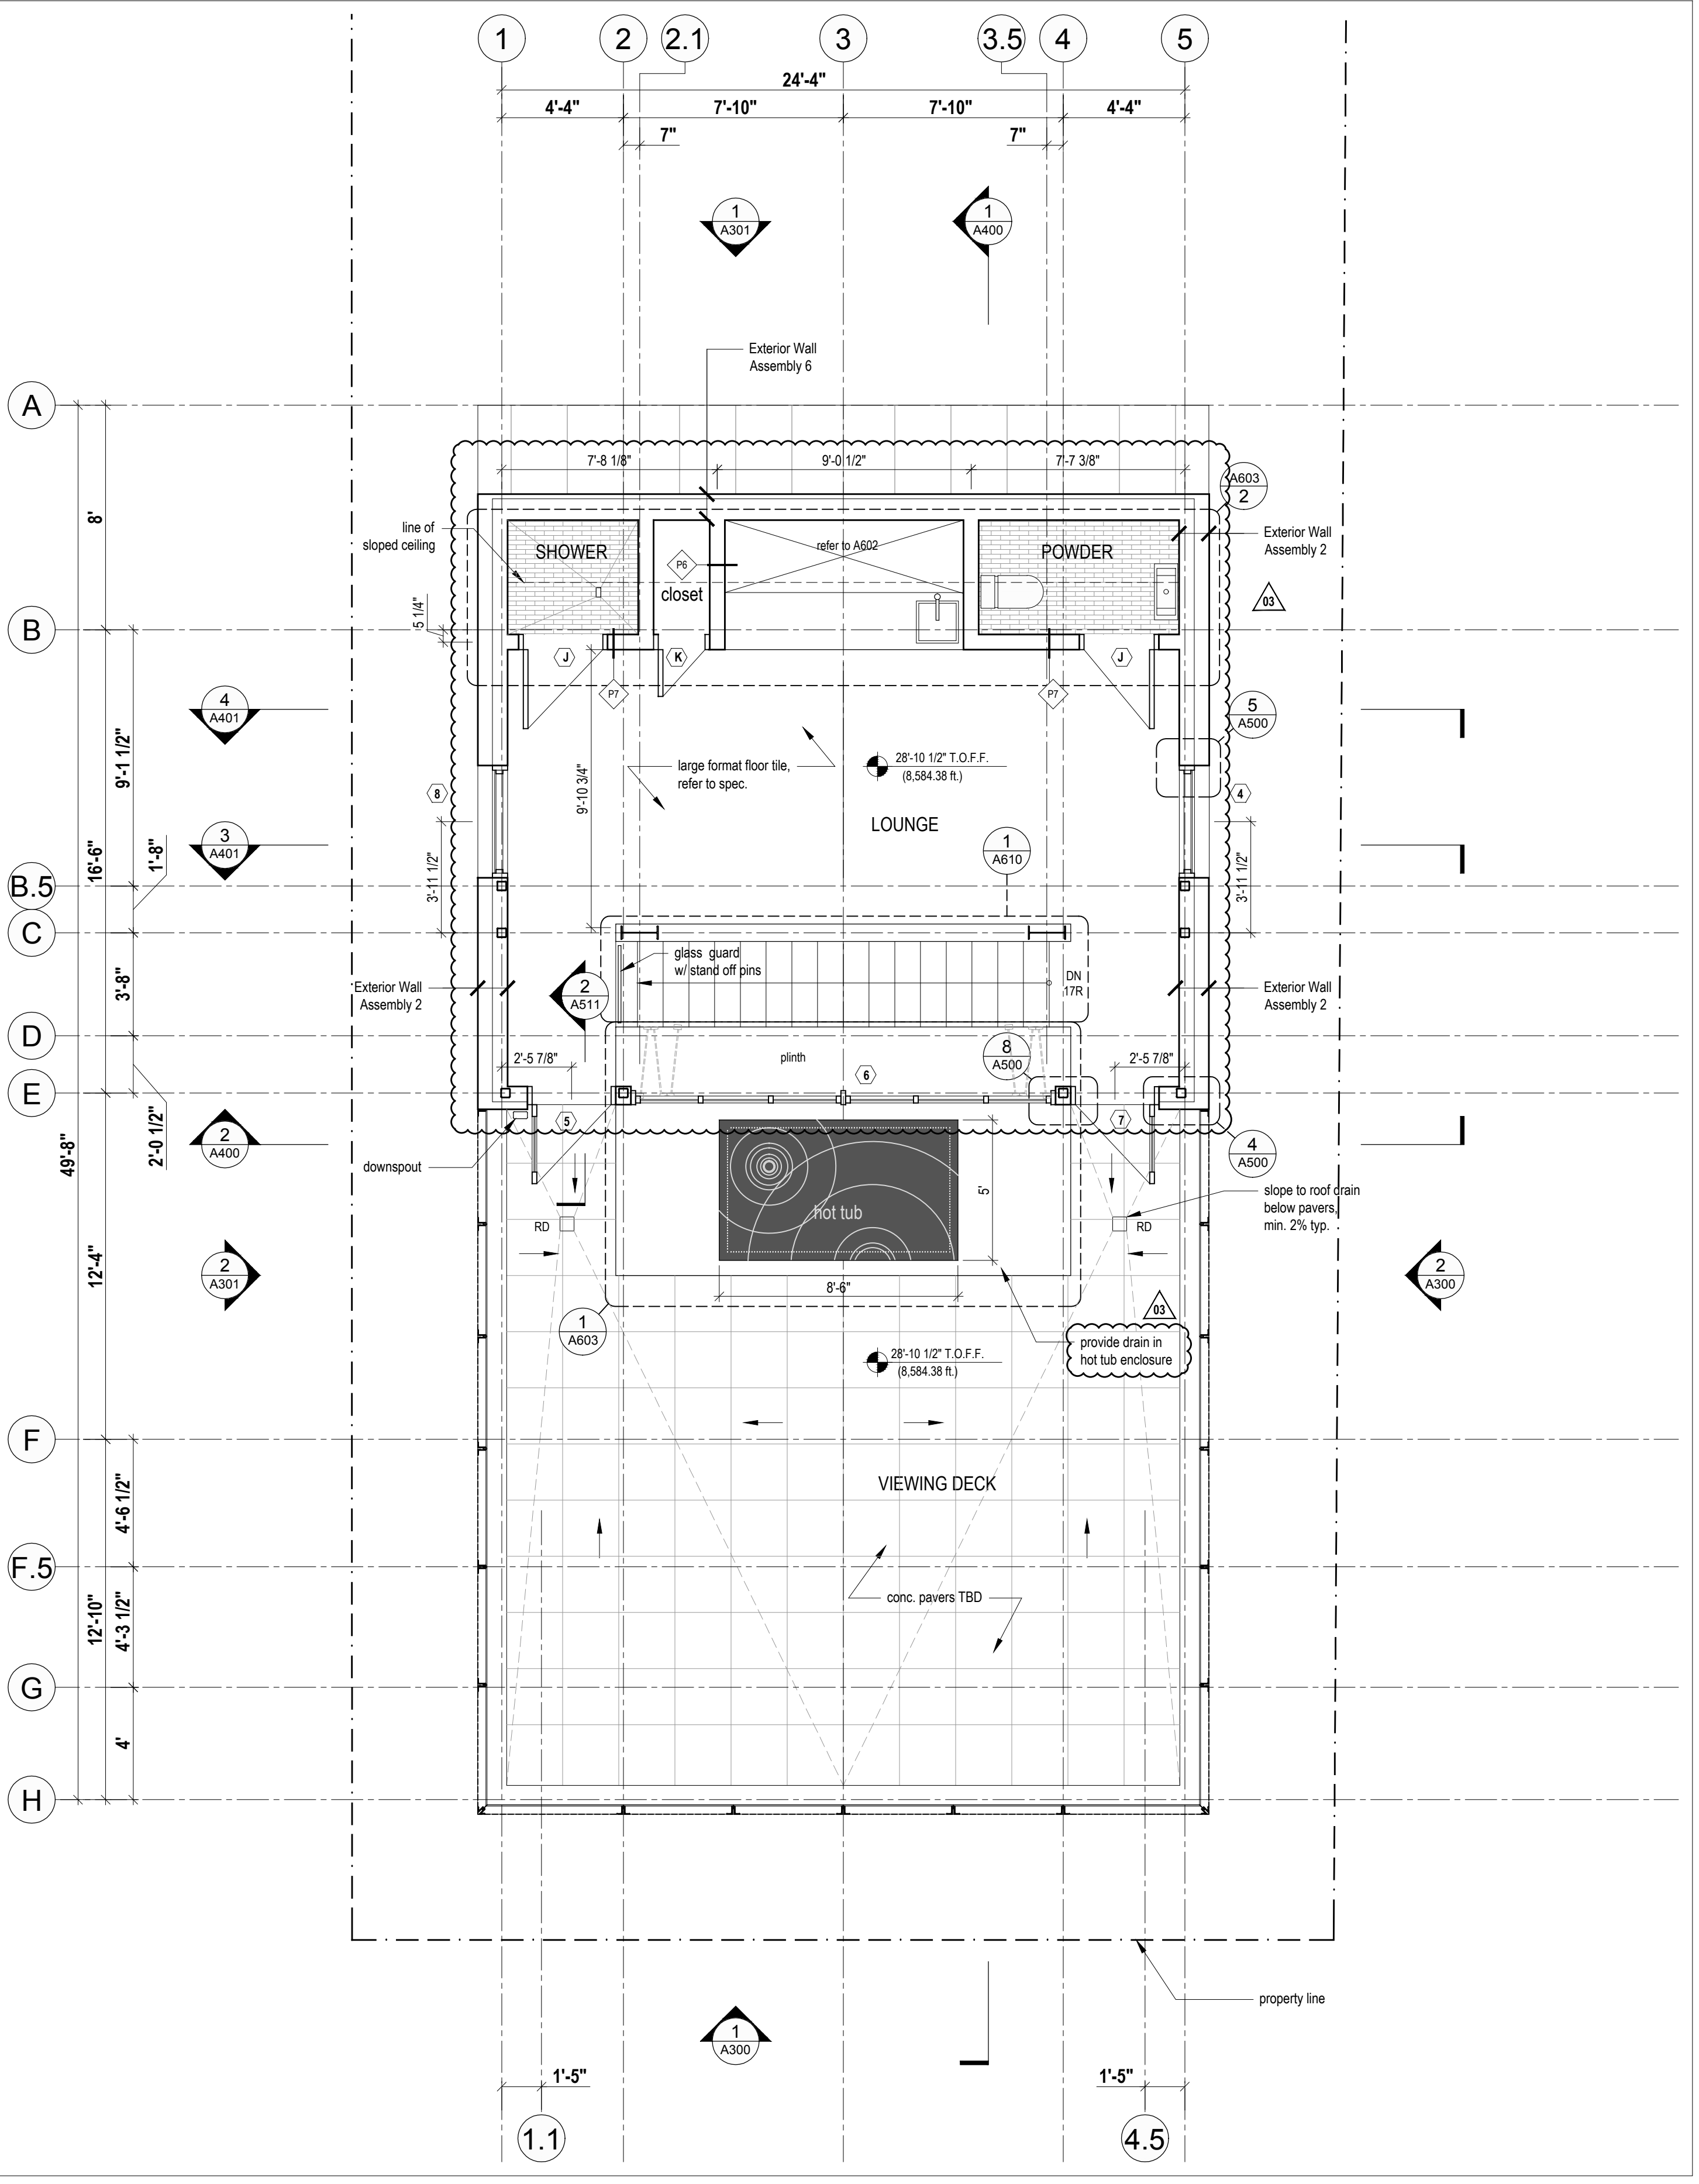 1
2
2.1
3
3.5
4
5
24'-4"
4'-4"
7'-10"
7'-10"
4'-4"
7"
7"
1
A301
1
A400
Exterior Wall
Assembly 6
A
7'-8 1/8"
9'-0 1/2"
7'-7 3/8"
A603
2
8'
line of
sloped ceiling
SHOWER
refer to A602
POWDER
Exterior Wall
Assembly 2
P6
closet
03
5 1/4"
B
J
K
J
P7
P7
4
A401
5
A500
9'-1 1/2"
large format floor tile,
refer to spec.
28'-10 1/2" T.O.F.F.
(8,584.38 ft.)
9'-10 3/4"
8
4
LOUNGE
3
A401
1
A610
16'-6"
1'-8"
3'-11 1/2"
3'-11 1/2"
B.5
C
glass guard
w/ stand off pins
DN
17R
3'-8"
Exterior Wall
Assembly 2
2
A511
Exterior Wall
Assembly 2
D
2'-5 7/8"
plinth
8
A500
2'-5 7/8"
6
E
5
7
2
A400
2'-0 1/2"
49'-8"
downspout
4
A500
5'
hot tub
slope to roof drain
below pavers,
min. 2% typ.
RD
RD
12'-4"
2
A301
2
A300
8'-6"
1
A603
03
provide drain in
hot tub enclosure
28'-10 1/2" T.O.F.F.
(8,584.38 ft.)
F
VIEWING DECK
4'-6 1/2"
F.5
conc. pavers TBD
12'-10"
4'-3 1/2"
G
4'
H
property line
1
A300
1'-5"
1'-5"
1.1
4.5